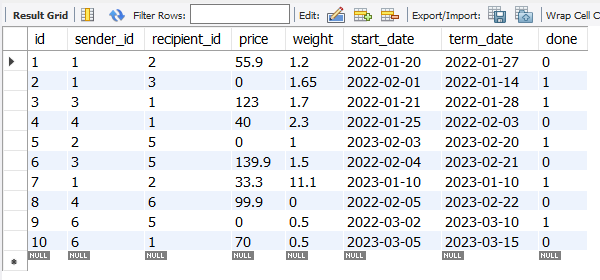 Result Grid Filter Rows: Edit: Export/Import: Wrap Cell C
id sender_id recipient_id price weight start_date term_date done
1 1 2 55.9 1.2 2022-01-20 2022-01-27 0
2 1 3 0 1.65 2022-02-01 2022-01-14 1
3 3 1 123 1.7 2022-01-21 2022-01-28 1
4 4 1 40 2.3 2022-01-25 2022-02-03 0
5 2 5 0 1 2023-02-03 2023-02-20 1
6 3 5 139.9 1.5 2022-02-04 2023-02-21 0
7 1 2 33.3 11.1 2023-01-10 2023-01-10 1
8 4 6 99.9 0 2022-02-05 2023-02-22 0
9 6 5 0 0.5 2022-03-02 2023-03-10 1
10 6 1 70 0.5 2023-03-05 2023-03-15 0
NULL NULL NULL NULL NULL NULL NULL NULL